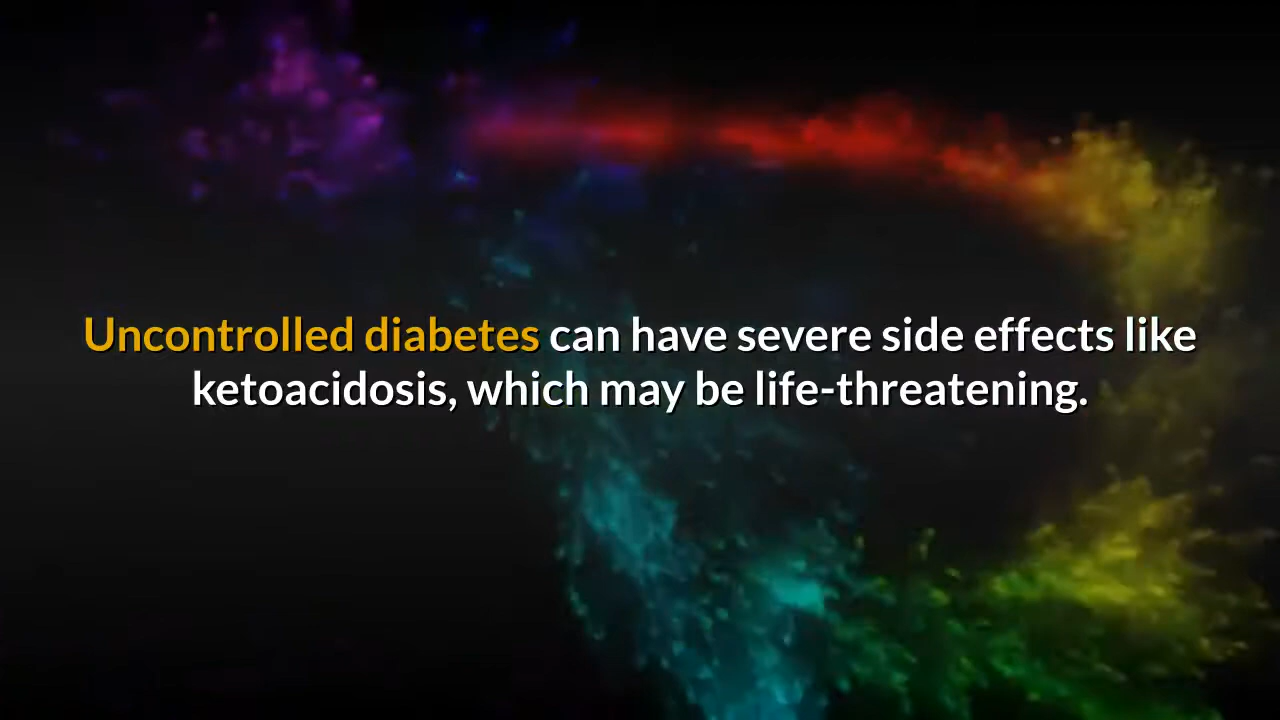 Uncontrolled diabetes can have severe side effects like
ketoacidosis, which may be life-threatening.